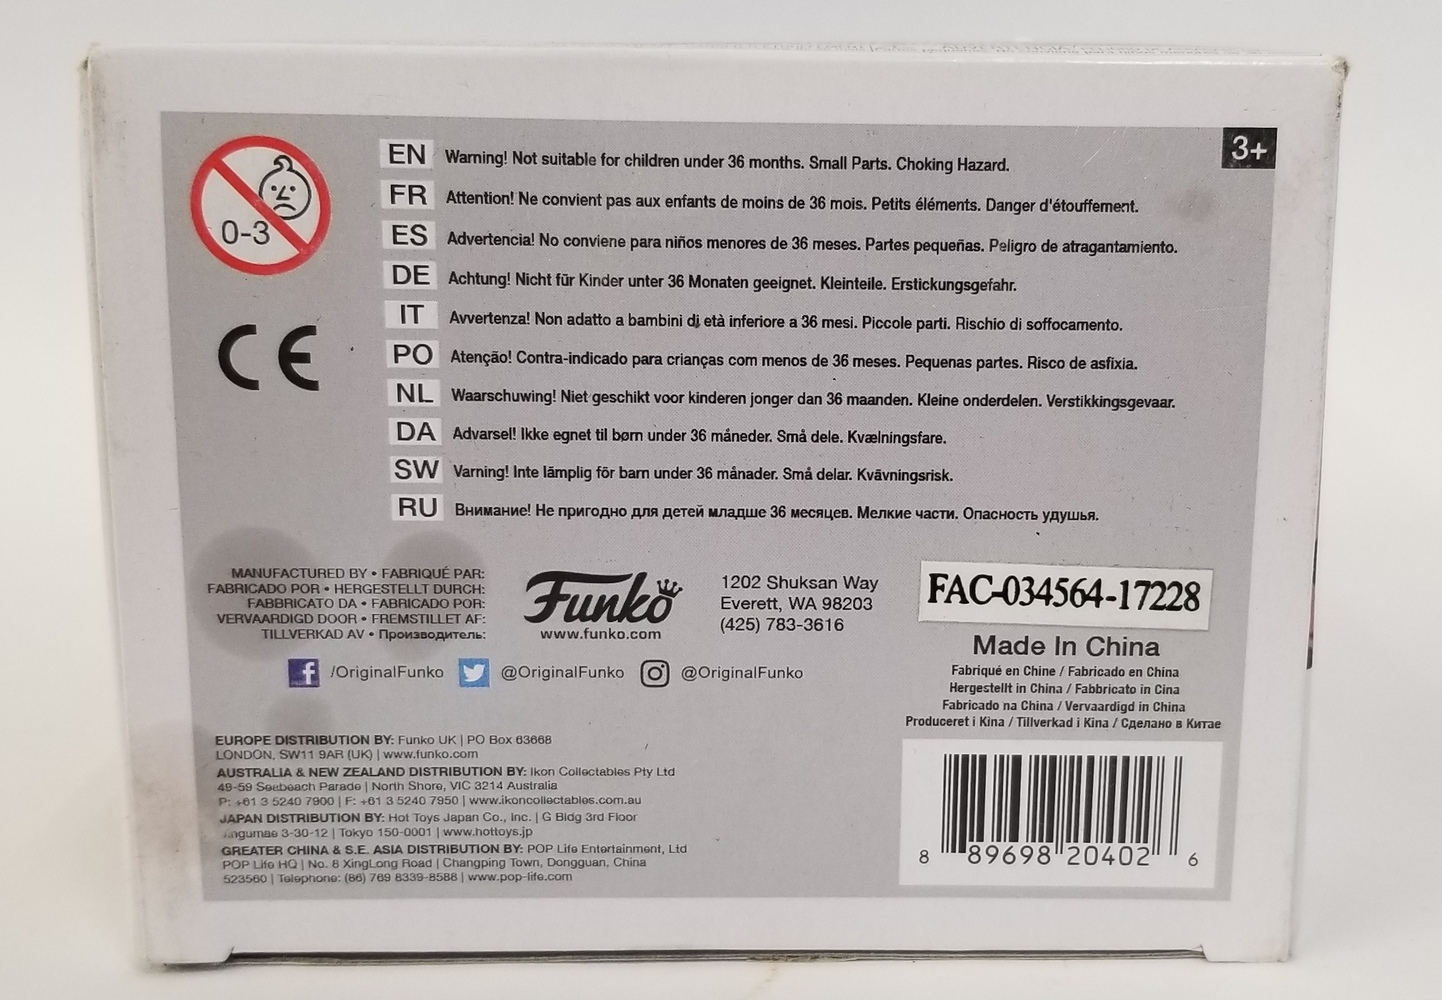 3+
0-3
EN Warning! Not suitable for children under 36 months. Small Parts. Choking Hazard.
FR Attention! Ne convient pas aux enfants de moins de 36 mois. Petits éléments. Danger d'étouffement.
ES Advertencia! No conviene para niños menores de 36 meses. Partes pequeñas. Peligro de atragantamiento.
DE Achtung! Nicht für Kinder unter 36 Monaten geeignet. Kleinteile. Erstickungsgefahr.
IT Avvertenza! Non adatto a bambini di età inferiore a 36 mesi. Piccole parti. Rischio di soffocamento.
PO Atenção! Contra-indicado para crianças com menos de 36 meses. Pequenas partes. Risco de asfixia.
NL Waarschuwing! Niet geschikt voor kinderen jonger dan 36 maanden. Kleine onderdelen. Verstikkingsgevaar.
DA Advarsel! Ikke egnet til børn under 36 måneder. Små dele. Kvælningsfare.
SW Varning! Inte lämplig för barn under 36 månader. Små delar. Kvävningsrisk.
RU Внимание! Не пригодно для детей младше 36 месяцев. Мелкие части. Опасность удушья.
CE
MANUFACTURED BY • FABRIQUÉ PAR:
FABRICADO POR • HERGESTELLT DURCH:
FABBRICATO DA • FABRICADO POR:
VERVAARDIGD DOOR • FREMSTILLET AF:
TILLVERKAD AV • Производитель:
Funko
www.funko.com
1202 Shuksan Way
Everett, WA 98203
(425) 783-3616
/OriginalFunko @OriginalFunko @OriginalFunko
FAC-034564-17228
Made In China
Fabriqué en Chine / Fabricado en China
Hergestellt in China / Fabbricato in Cina
Fabricado na China / Vervaardigd in China
Produceret i Kina / Tillverkad i Kina / Сделано в Китае
EUROPE DISTRIBUTION BY: Funko UK | PO Box 63668
LONDON, SW11 9AR (UK) | www.funko.com
AUSTRALIA & NEW ZEALAND DISTRIBUTION BY: Ikon Collectables Pty Ltd
49-59 Seabeach Parade | North Shore, VIC 3214 Australia
P: +61 3 5240 7900 | F: +61 3 5240 7950 | www.ikoncollectables.com.au
JAPAN DISTRIBUTION BY: Hot Toys Japan Co., Inc. | G Bldg 3rd Floor
3-30-12 | Tokyo 150-0001 | www.hottoys.jp
GREATER CHINA & S.E. ASIA DISTRIBUTION BY: POP Life Entertainment, Ltd
POP Life HQ | No. 8 XingLong Road | Changping Town, Dongguan, China
523560 | Telephone: (86) 769 8339-8588 | www.pop-life.com
8 89698 20402 6